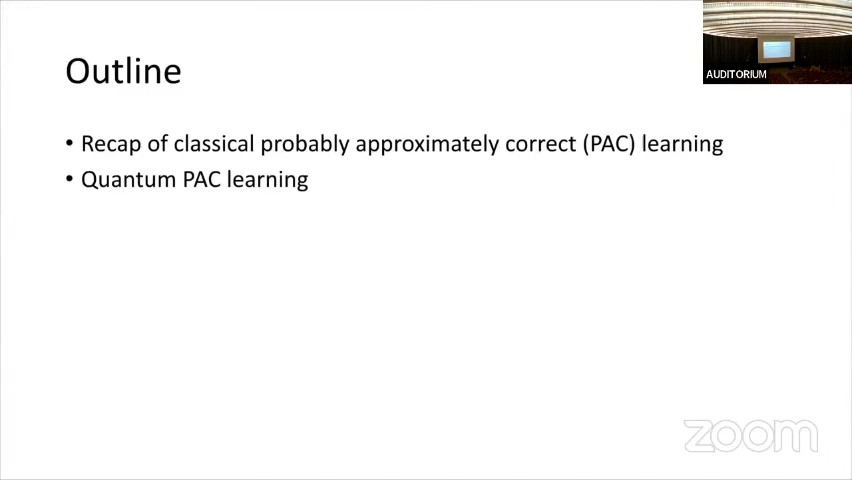 Outline
• Recap of classical probably approximately correct (PAC) learning
• Quantum PAC learning
AUDITORIUM
zoom